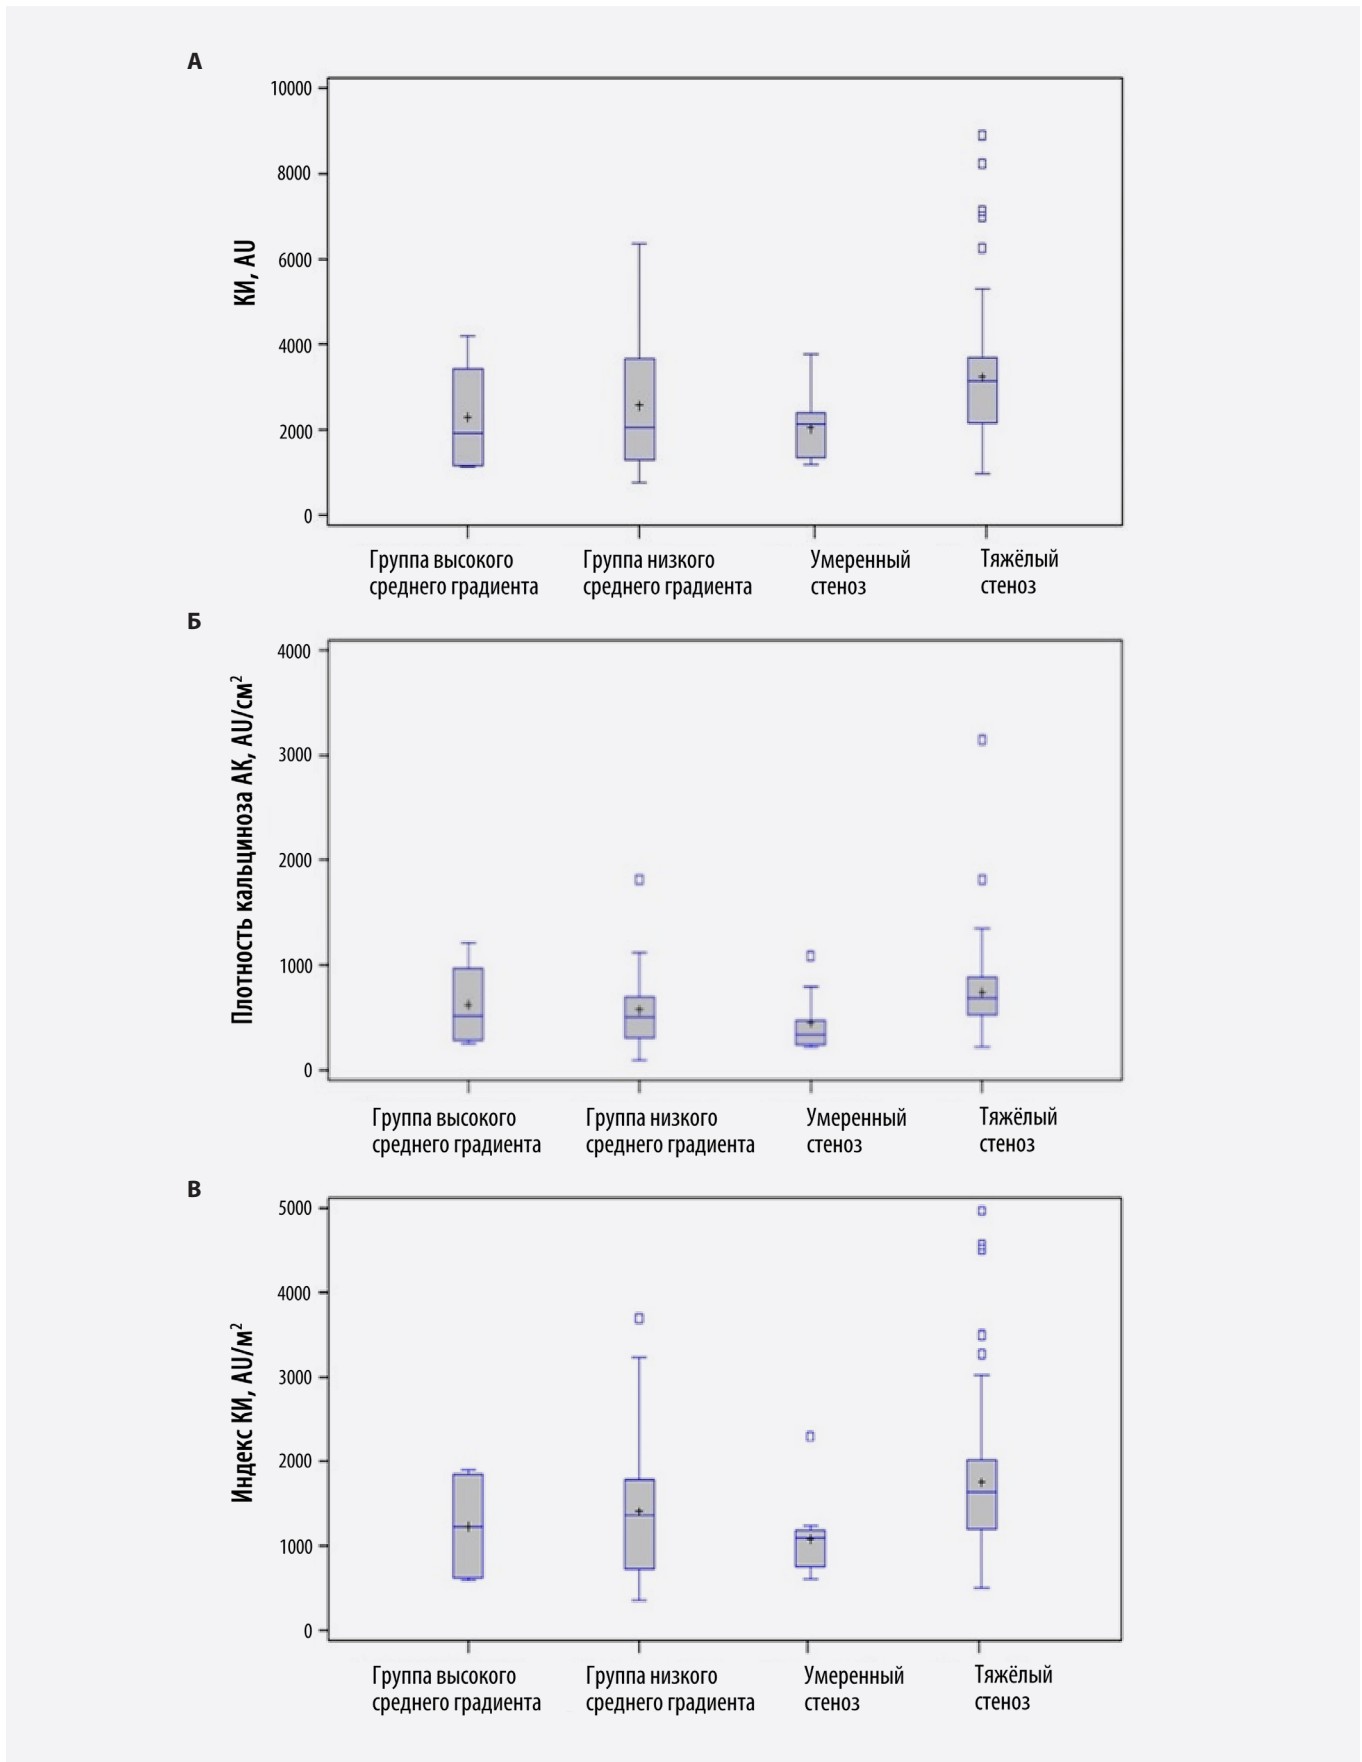 А
10000
8000
6000
4000
2000
0
КИ, AU
Группа высокого
среднего градиента
Группа низкого
среднего градиента
Умеренный
стеноз
Тяжёлый
стеноз
Б
4000
3000
2000
1000
0
Плотность кальциноза АК, AU/см²
Группа высокого
среднего градиента
Группа низкого
среднего градиента
Умеренный
стеноз
Тяжёлый
стеноз
В
5000
4000
3000
2000
1000
0
Индекс КИ, AU/м²
Группа высокого
среднего градиента
Группа низкого
среднего градиента
Умеренный
стеноз
Тяжёлый
стеноз